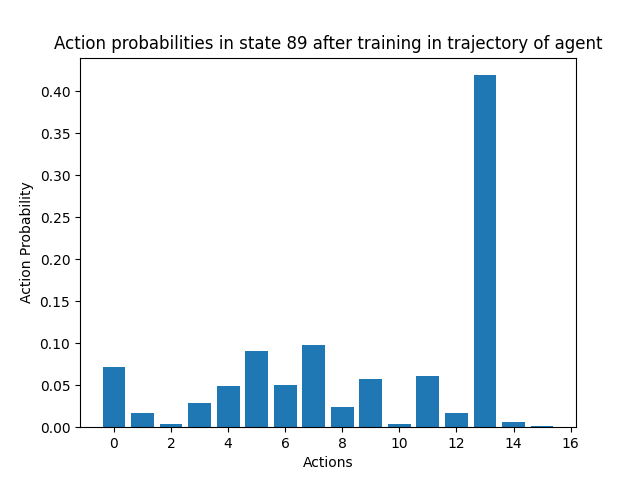 Action probabilities in state 89 after training in trajectory of agent
0.40
0.35
0.30
0.25
0.20
0.15
0.10
0.05
0.00
Action Probability
0 2 4 6 8 10 12 14 16
Actions